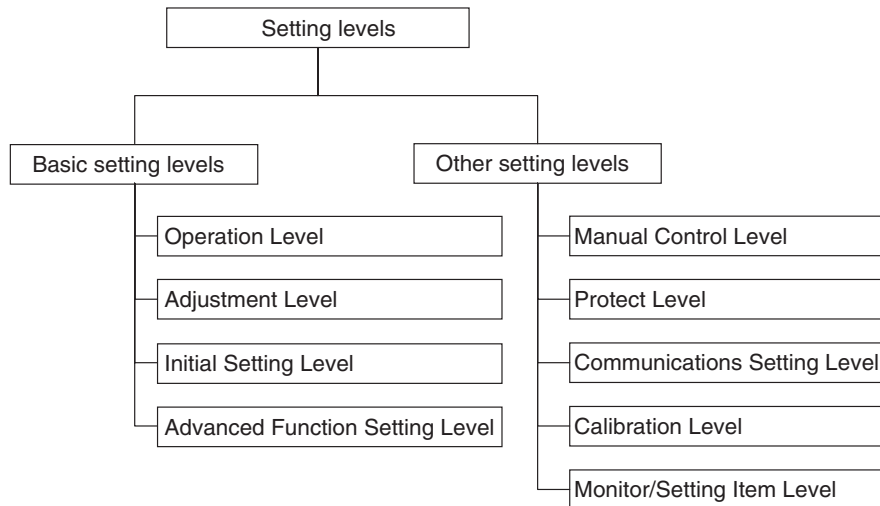 Setting levels
Basic setting levels
Operation Level
Adjustment Level
Initial Setting Level
Advanced Function Setting Level
Other setting levels
Manual Control Level
Protect Level
Communications Setting Level
Calibration Level
Monitor/Setting Item Level